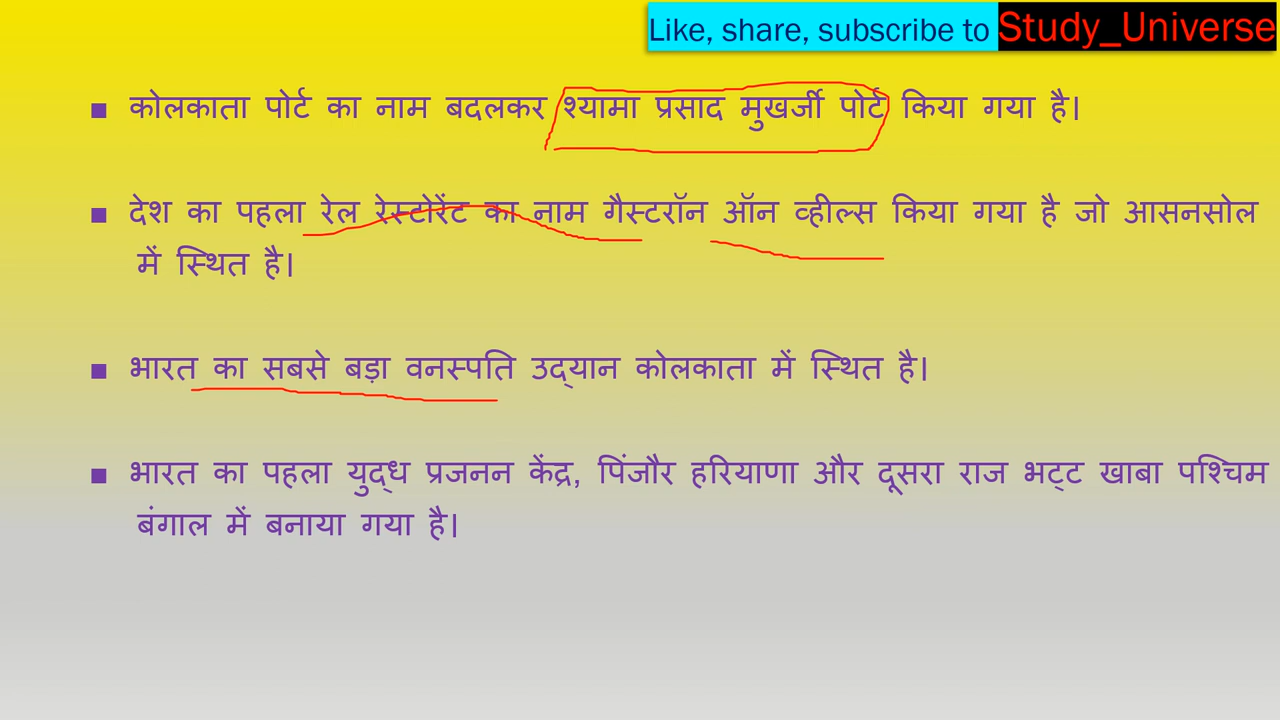 Like, share, subscribe to Study_Universe
▪ कोलकाता पोर्ट का नाम बदलकर श्यामा प्रसाद मुखर्जी पोर्ट किया गया है।
▪ देश का पहला रेल रेस्टोरेंट का नाम गैस्टरॉन ऑन व्हील्स किया गया है जो आसनसोल
में स्थित है।
▪ भारत का सबसे बड़ा वनस्पति उद्यान कोलकाता में स्थित है।
▪ भारत का पहला युद्ध प्रजनन केंद्र, पिंजौर हरियाणा और दूसरा राज भट्ट खाबा पश्चिम
बंगाल में बनाया गया है।